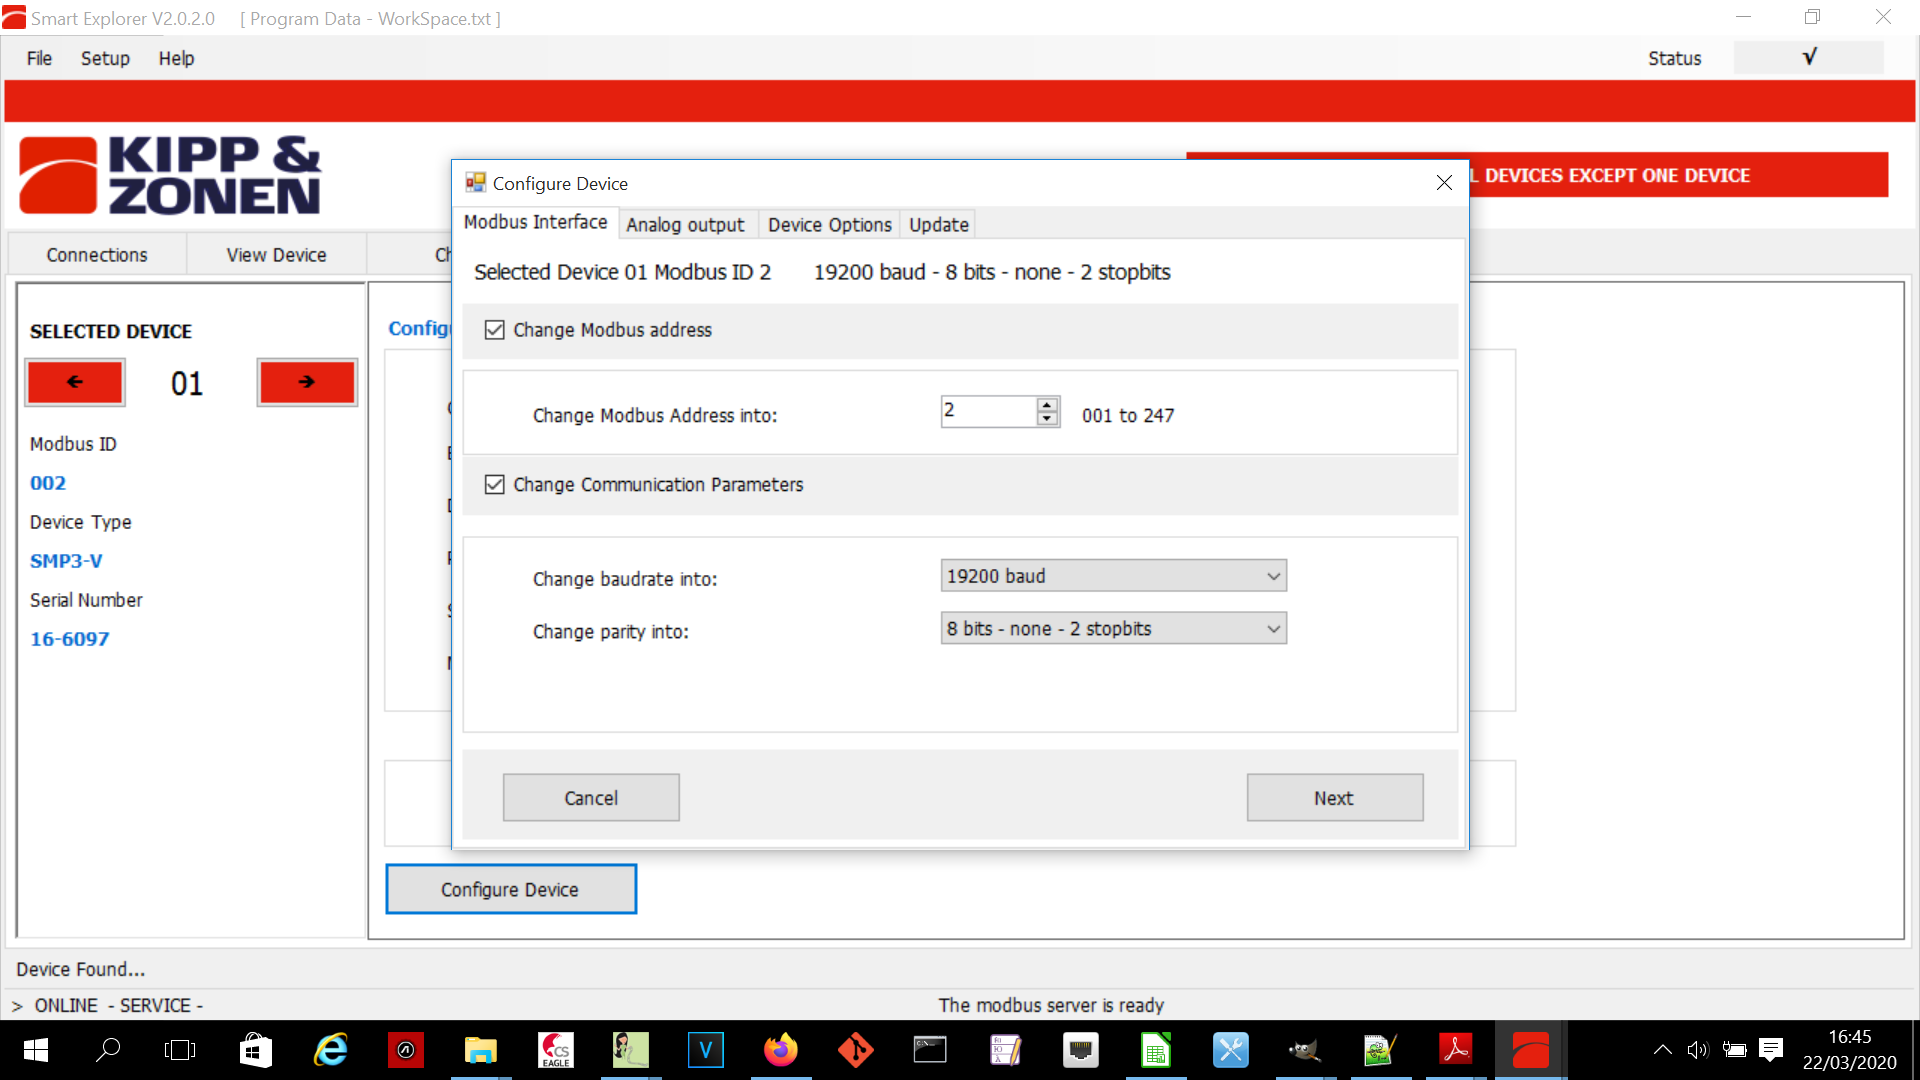 Smart Explorer V2.0.2.0 [ Program Data - WorkSpace.txt ]
File Setup Help Status √
KIPP &
ZONEN
DEVICES EXCEPT ONE DEVICE
Configure Device
Modbus Interface Analog output Device Options Update
Connections View Device
Selected Device 01 Modbus ID 2 19200 baud - 8 bits - none - 2 stopbits
SELECTED DEVICE
Change Modbus address
01
Change Modbus Address into: 2 001 to 247
Modbus ID
002
Change Communication Parameters
Device Type
SMP3-V
Change baudrate into: 19200 baud
Serial Number
16-6097
Change parity into: 8 bits - none - 2 stopbits
Cancel Next
Configure Device
Device Found...
> ONLINE - SERVICE - The modbus server is ready
CS
EAGLE
V
16:45
22/03/2020